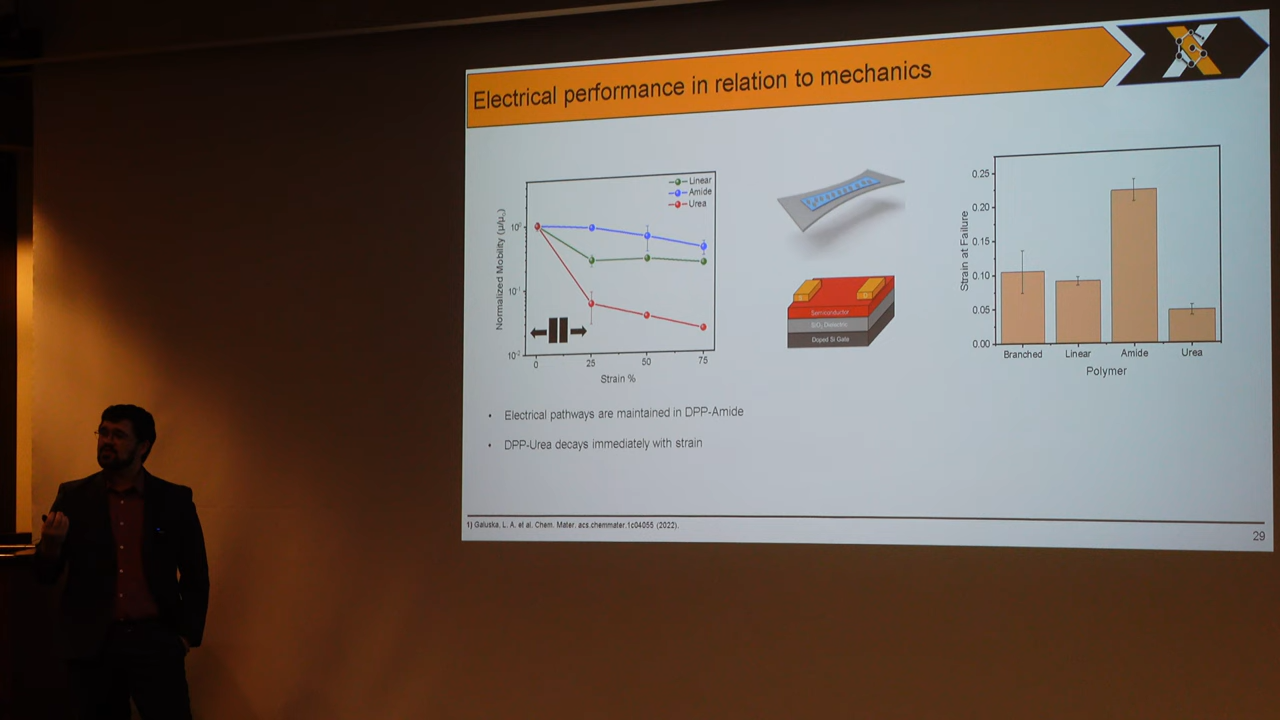 Electrical performance in relation to mechanics
Linear
Amide
Urea
Normalized Mobility (μ/μ₀)
10⁰
10⁻¹
10⁻²
0 25 50 75
Strain %
S D
Semiconductor
SiO₂ Dielectric
Doped Si Gate
Strain at Failure
0.25
0.20
0.15
0.10
0.05
0.00
Branched Linear Amide Urea
Polymer
• Electrical pathways are maintained in DPP-Amide
• DPP-Urea decays immediately with strain
1) Galuska, L. A. et al. Chem. Mater. acs.chemmater.1c04055 (2022).
29